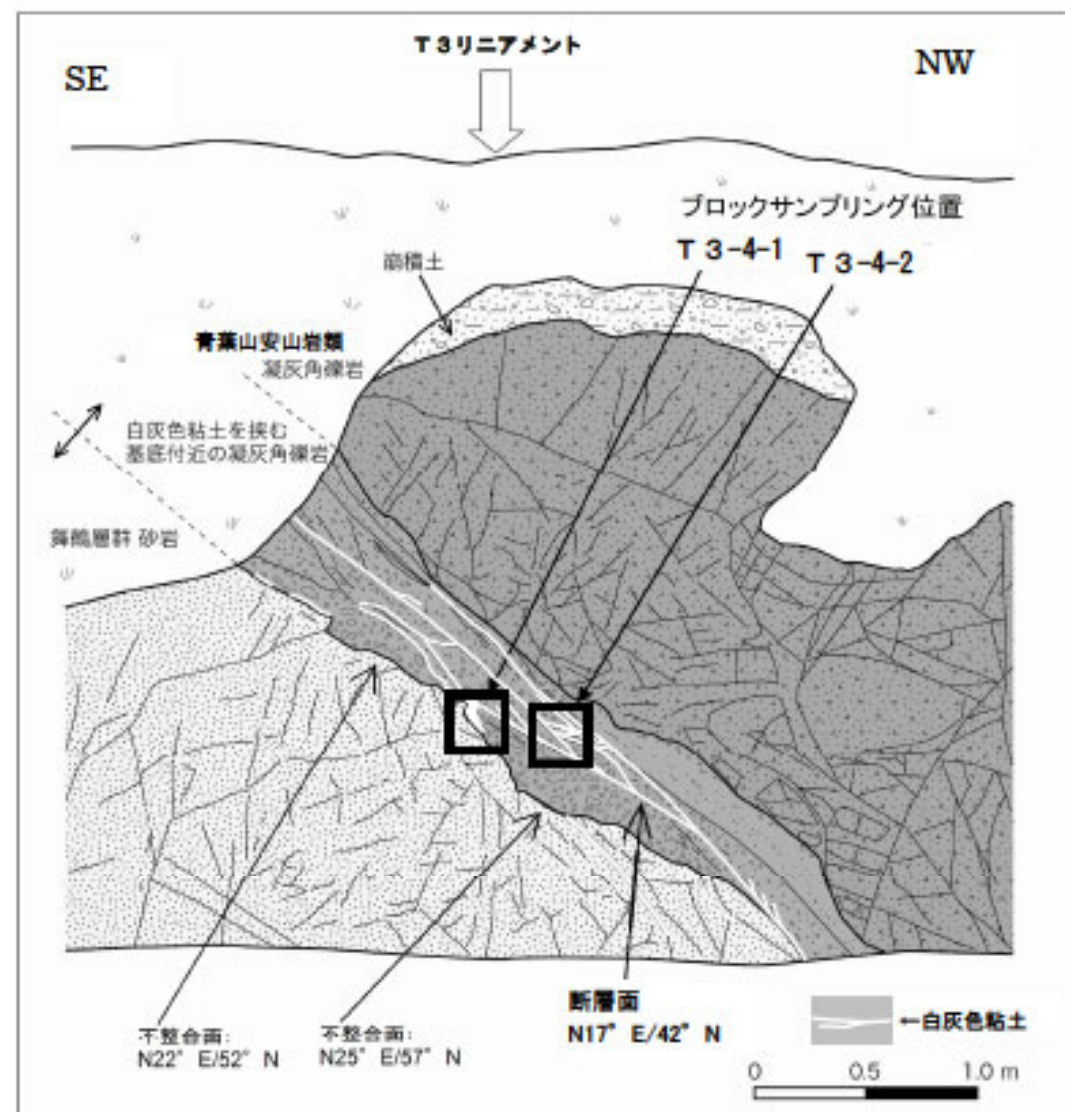 T3リニアメント
SE
NW
ブロックサンプリング位置
T3-4-1 T3-4-2
崩積土
青葉山安山岩類
凝灰角礫岩
白灰色粘土を挟む
基底付近の凝灰角礫岩
舞鶴層群 砂岩
不整合面:
N22°E/52°N
不整合面:
N25°E/57°N
断層面
N17°E/42°N
←白灰色粘土
0 0.5 1.0 m